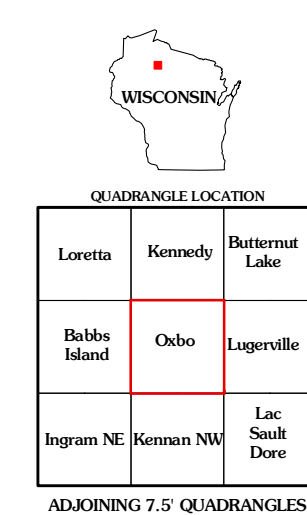 WISCONSIN
QUADRANGLE LOCATION
Loretta
Kennedy
Butternut
Lake
Babbs
Island
Oxbo
Lugerville
Ingram NE
Kennan NW
Lac
Sault
Dore
ADJOINING 7.5' QUADRANGLES